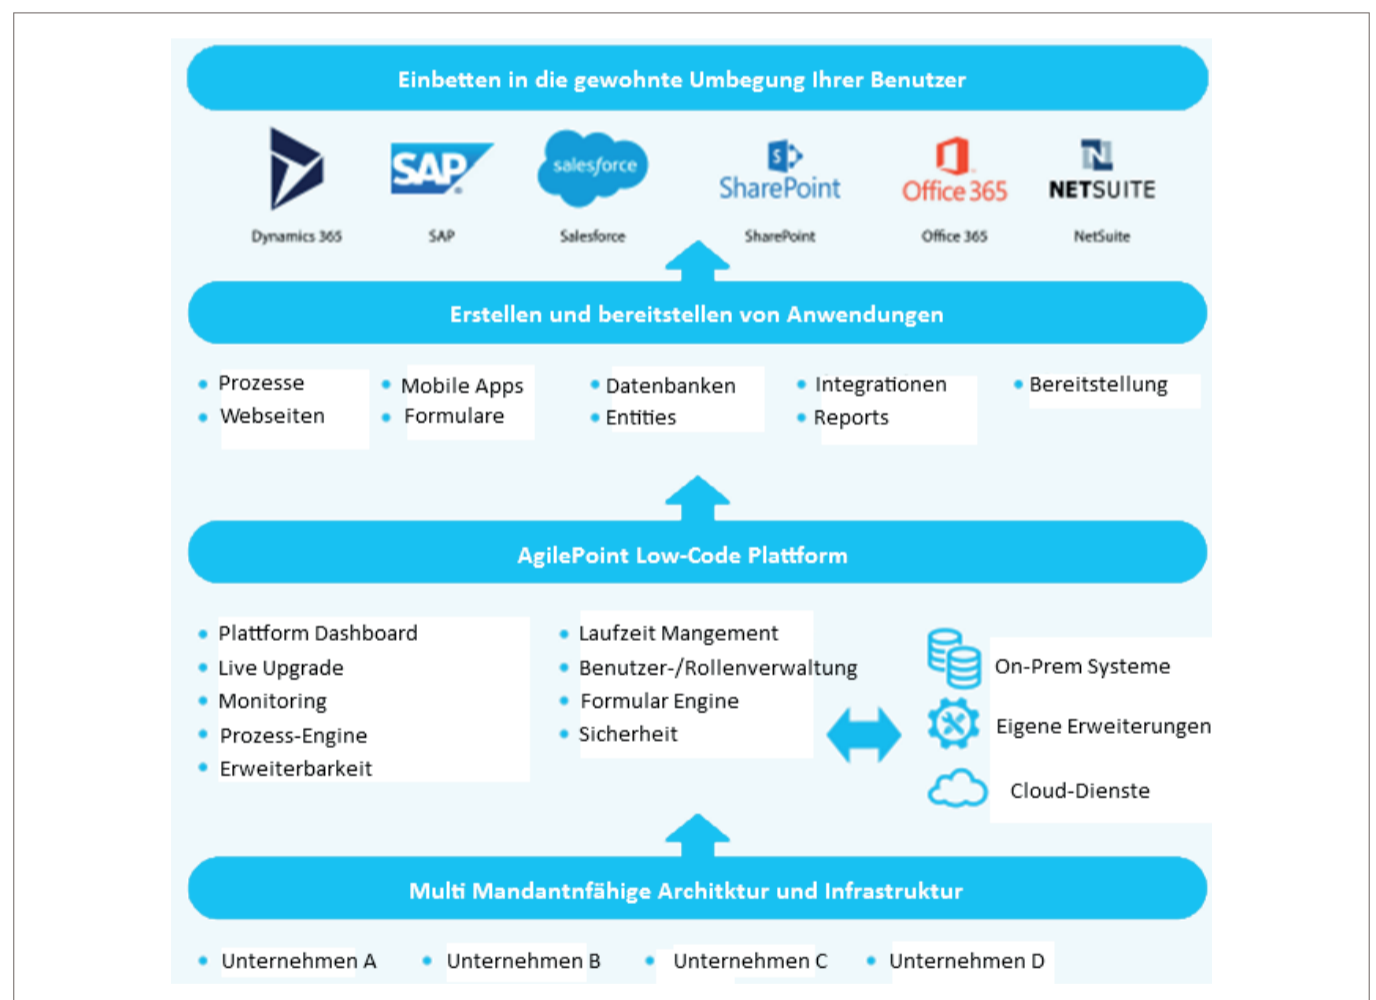 Einbetten in die gewohnte Umbegung Ihrer Benutzer
SAP
salesforce
S
SharePoint
Office 365
N
NETSUITE
Dynamics 365
SAP
Salesforce
SharePoint
Office 365
NetSuite
Erstellen und bereitstellen von Anwendungen
Prozesse
Webseiten
Mobile Apps
Formulare
Datenbanken
Entities
Integrationen
Reports
Bereitstellung
AgilePoint Low-Code Plattform
Plattform Dashboard
Live Upgrade
Monitoring
Prozess-Engine
Erweiterbarkeit
Laufzeit Mangement
Benutzer-/Rollenverwaltung
Formular Engine
Sicherheit
On-Prem Systeme
Eigene Erweiterungen
Cloud-Dienste
Multi Mandantnfähige Architktur und Infrastruktur
Unternehmen A
Unternehmen B
Unternehmen C
Unternehmen D